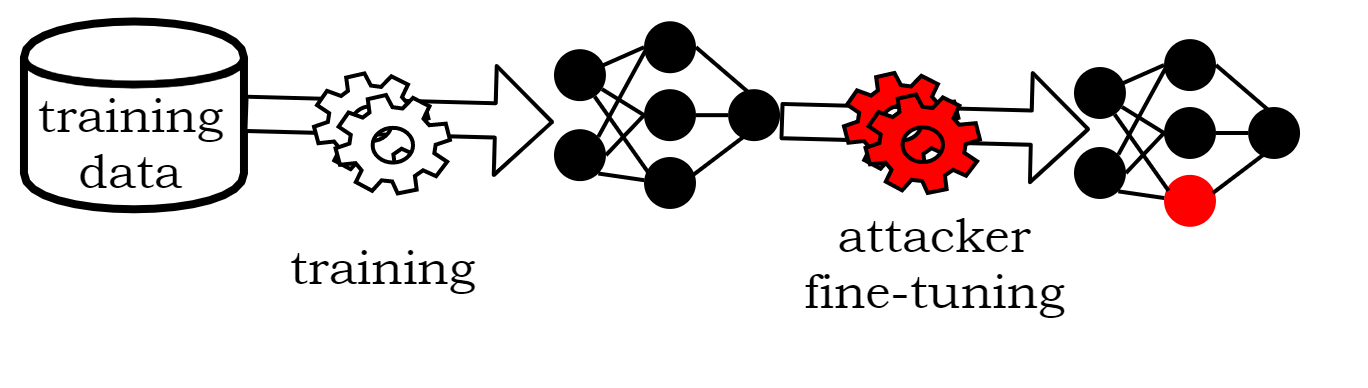 training
data
training
attacker
fine-tuning